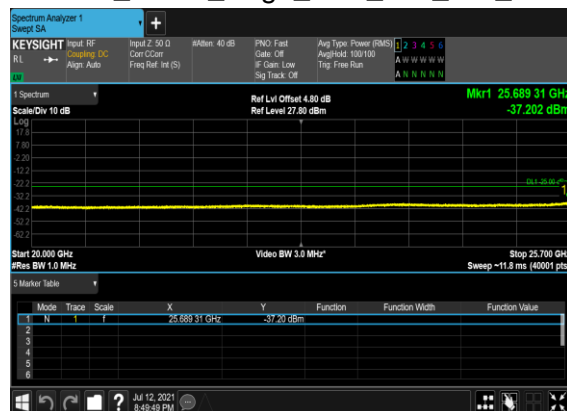 Spectrum Analyzer 1
Swept SA
KEYSIGHT
RL
Input: RF
Coupling: DC
Align: Auto
Input Z: 50 Ω
Corr CCorr
Freq Ref: Int (S)
#Atten: 40 dB
PNO: Fast
Gate: Off
IF Gain: Low
Sig Track: Off
Avg Type: Power (RMS)
Avg|Hold: 100/100
Trig: Free Run
1 2 3 4 5 6
A W W W W W
A N N N N N
1 Spectrum
Scale/Div 10 dB
Ref Lvl Offset 4.80 dB
Ref Level 27.80 dBm
Mkr1 25.689 31 GHz
-37.202 dBm
Log
17.8
7.80
-2.20
-12.2
-22.2
-32.2
-42.2
-52.2
-62.2
1
Start 20.000 GHz
#Res BW 1.0 MHz
Video BW 3.0 MHz*
Stop 25.700 GHz
Sweep ~11.8 ms (40001 pts)
5 Marker Table
Mode Trace Scale X Y Function Function Width Function Value
1 N 1 f 25.689 31 GHz -37.20 dBm
2
3
4
5
6
?
Jul 12, 2021
8:49:49 PM